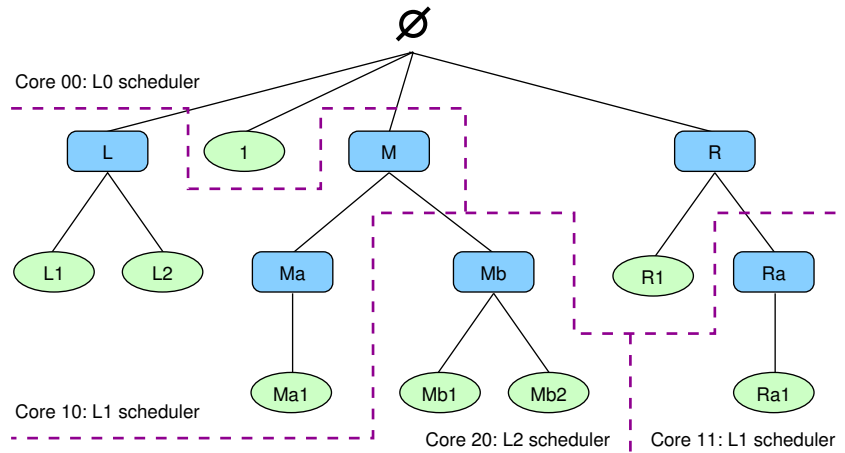 ∅
Core 00: L0 scheduler
L
1
M
R
L1
L2
Ma
Mb
R1
Ra
Ma1
Mb1
Mb2
Ra1
Core 10: L1 scheduler
Core 20: L2 scheduler
Core 11: L1 scheduler